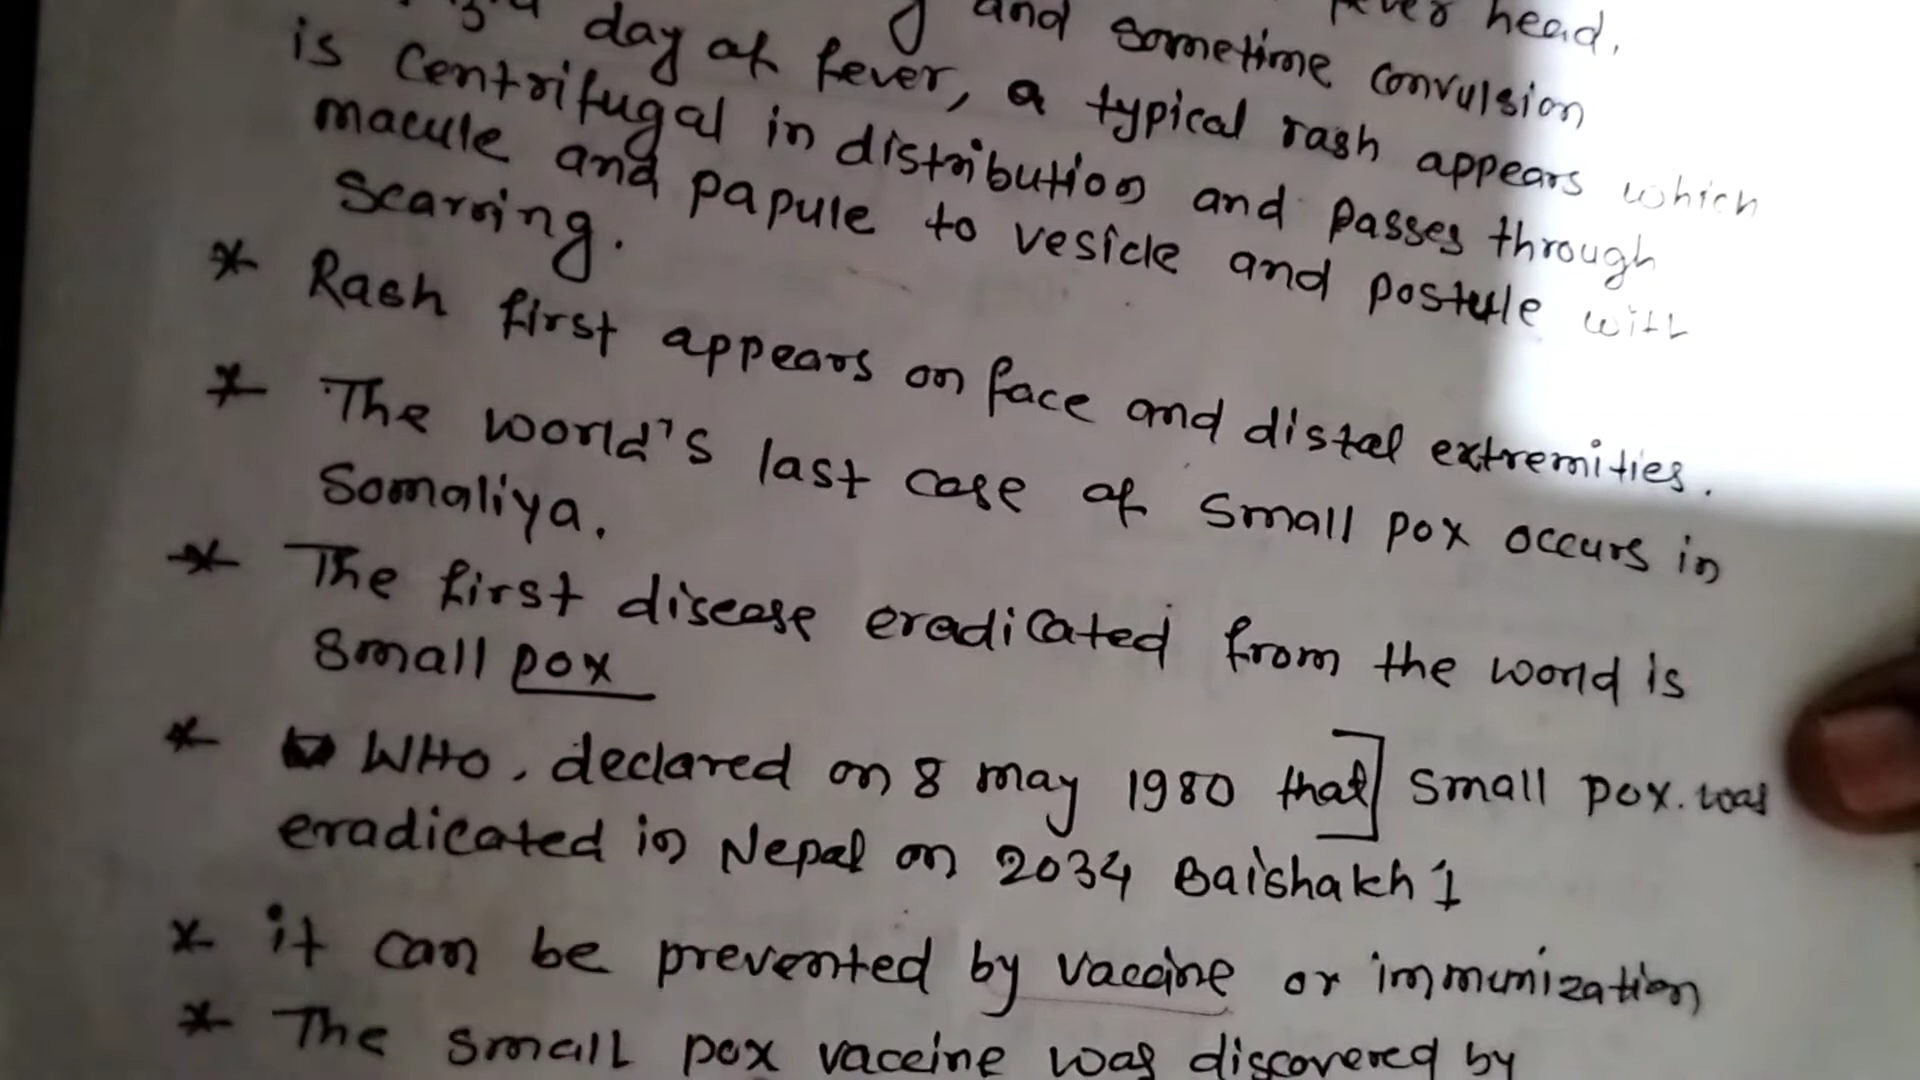 and fever head,
day of fever, a typical rash appears which
sometime convulsion
is centrifugal in distribution and passes through
macule and papule to vesicle and postule with
scarring.
* Rash first appears on face and distal extremities.
* The world's last case of small pox occurs in
Somaliya.
* The first disease eradicated from the world is
small pox
* WHO, declared on 8 may 1980 that] small pox. was
eradicated in Nepal on 2034 Baishakh 1
* it can be prevented by vaccine or immunization
* The small pox vaccine was discovered by